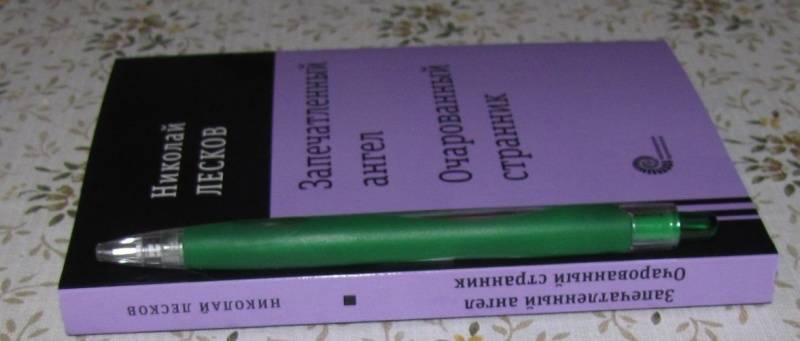 Николай
ЛЕСКОВ
Запечатленный
ангел
Очарованный
странник
НИКОЛАЙ ЛЕСКОВ
Запечатленный ангел
Очарованный странник